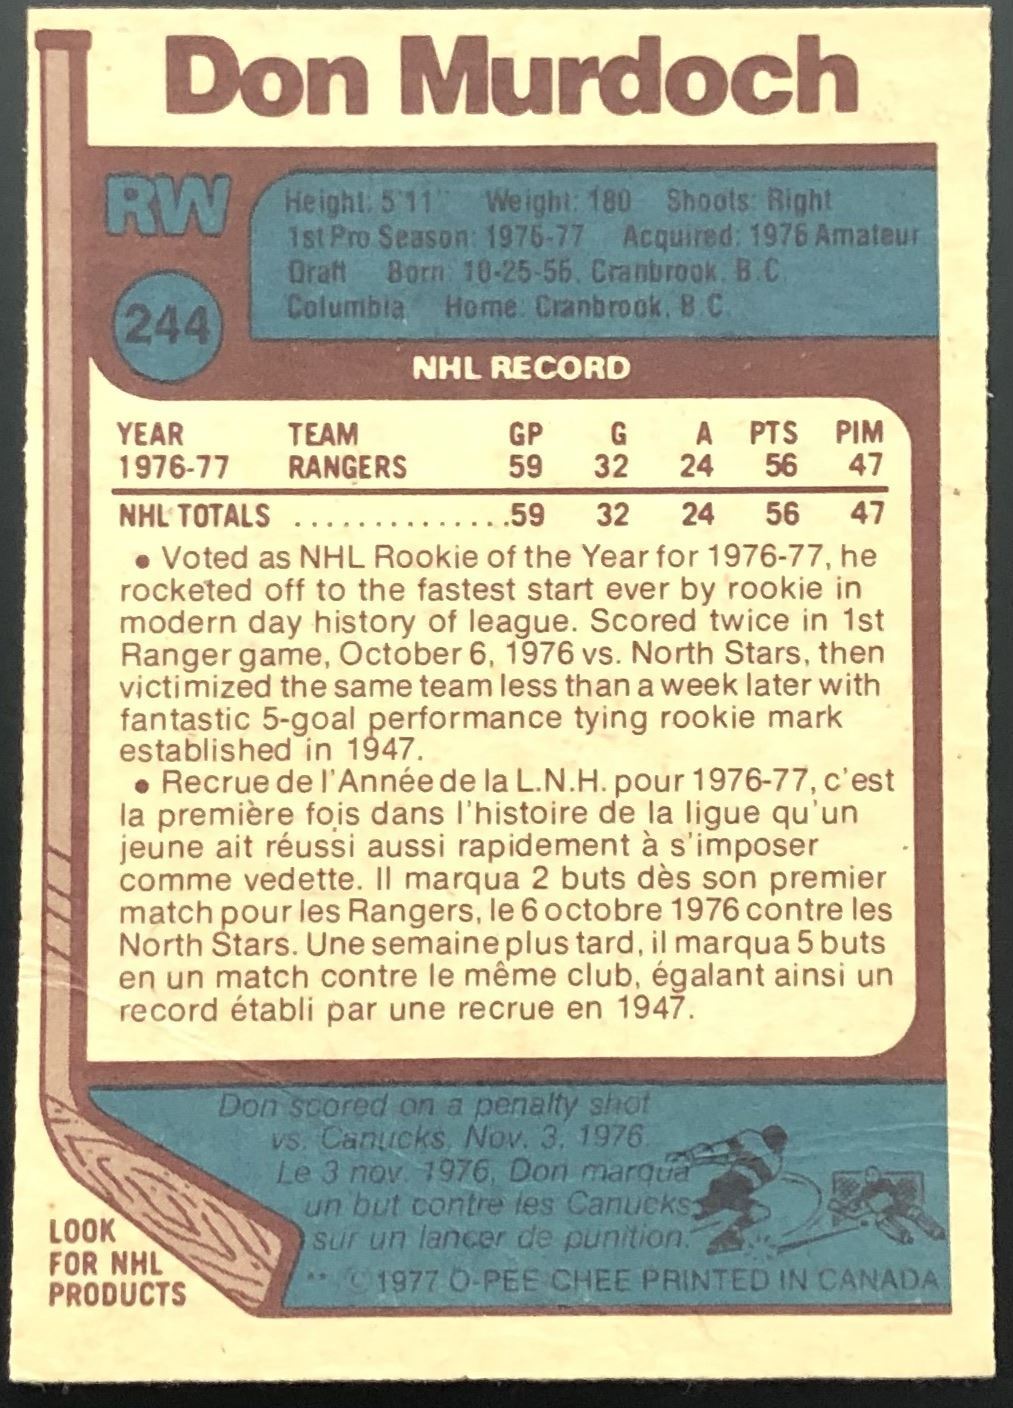 Don Murdoch
RW
Height: 5'11" Weight: 180 Shoots: Right
1st Pro Season: 1976-77 Acquired: 1976 Amateur
Draft Born: 10-25-56, Cranbrook, B.C.
Columbia Home: Cranbrook, B.C.
244
NHL RECORD
YEAR TEAM GP G A PTS PIM
1976-77 RANGERS 59 32 24 56 47
NHL TOTALS ..............59 32 24 56 47
• Voted as NHL Rookie of the Year for 1976-77, he
rocketed off to the fastest start ever by rookie in
modern day history of league. Scored twice in 1st
Ranger game, October 6, 1976 vs. North Stars, then
victimized the same team less than a week later with
fantastic 5-goal performance tying rookie mark
established in 1947.
• Recrue de l'Année de la L.N.H. pour 1976-77, c'est
la première fois dans l'histoire de la ligue qu'un
jeune ait réussi aussi rapidement à s'imposer
comme vedette. Il marqua 2 buts dès son premier
match pour les Rangers, le 6 octobre 1976 contre les
North Stars. Une semaine plus tard, il marqua 5 buts
en un match contre le même club, égalant ainsi un
record établi par une recrue en 1947.
Don scored on a penalty shot
vs. Canucks, Nov. 3, 1976.
Le 3 nov. 1976, Don marqua
un but contre les Canucks
sur un lancer de punition.
LOOK
FOR NHL
PRODUCTS
** © 1977 O-PEE-CHEE PRINTED IN CANADA